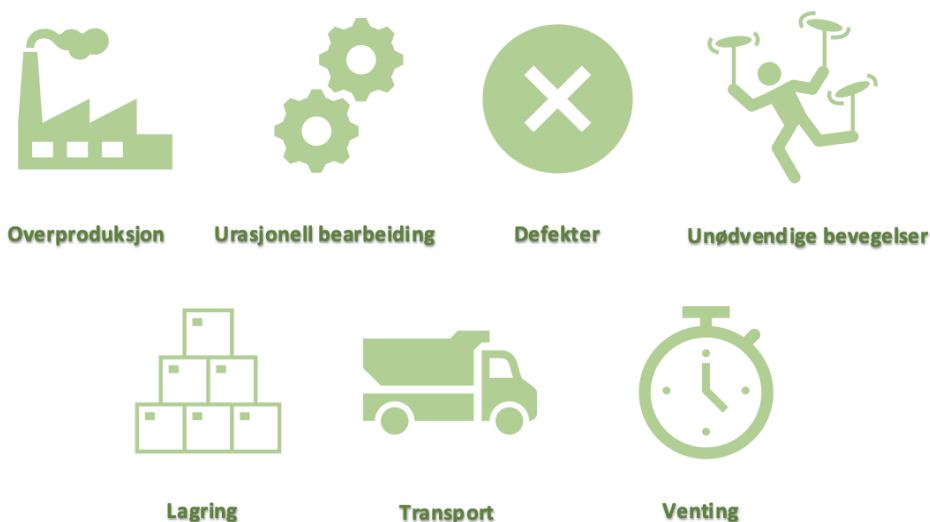 Overproduksjon
Urasjonell bearbeiding
Defekter
Unødvendige bevegelser
Lagring
Transport
Venting